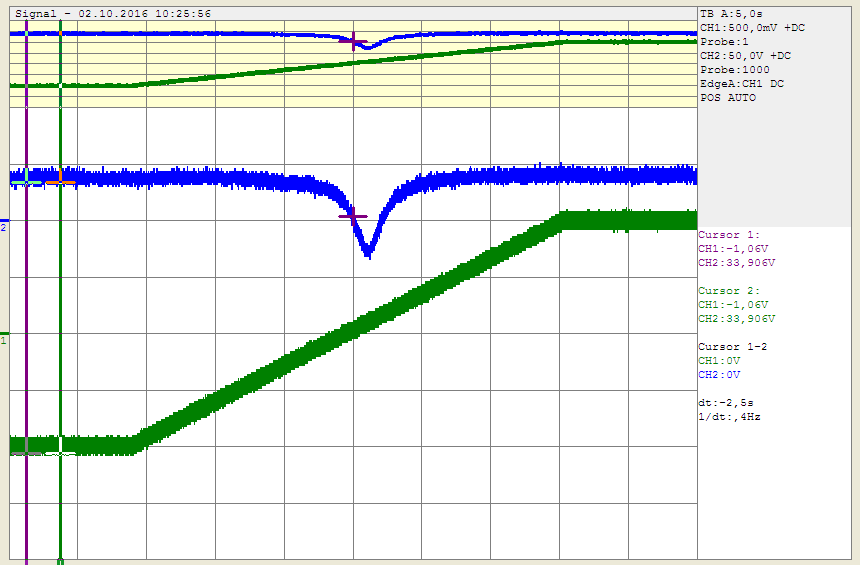 Signal - 02.10.2016 10:25:56
TB A:5,0s
CH1:500,0mV +DC
Probe:1
CH2:50,0V +DC
Probe:1000
EdgeA:CH1 DC
POS AUTO
2
1
Cursor 1:
CH1:-1,06V
CH2:33,906V
Cursor 2:
CH1:-1,06V
CH2:33,906V
Cursor 1-2
CH1:0V
CH2:0V
dt:-2,5s
1/dt:,4Hz